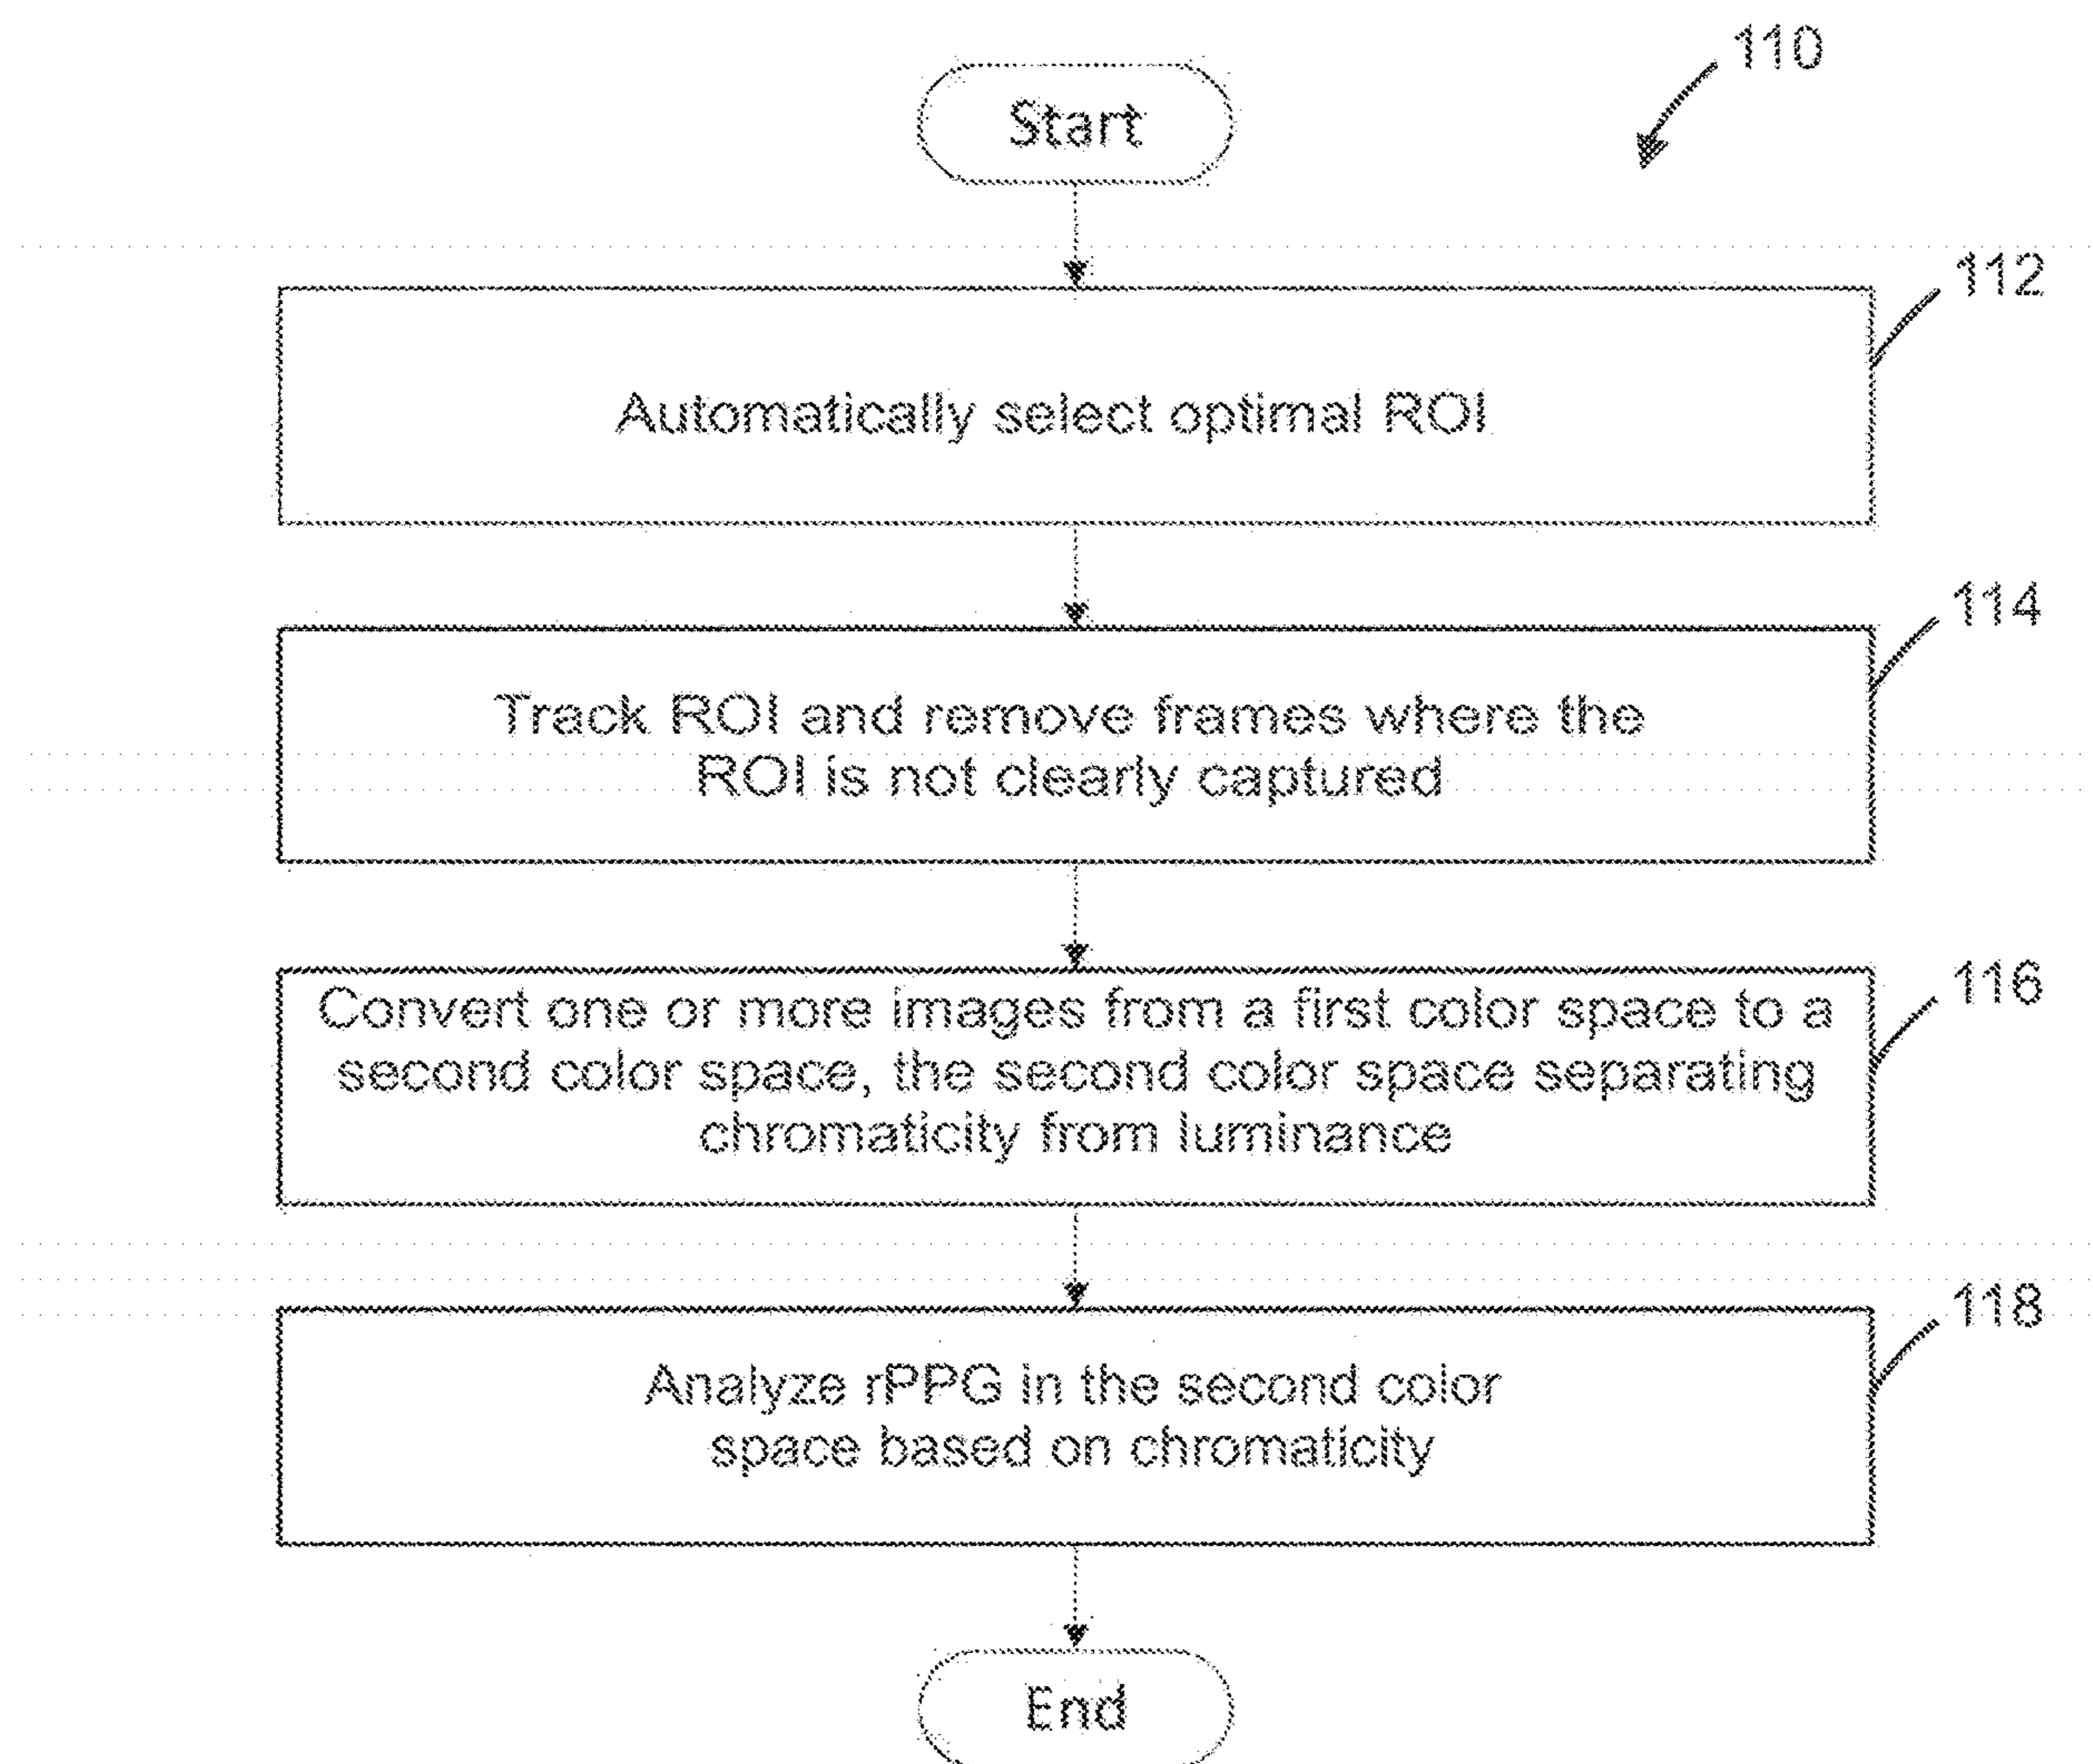 110
Start
112
Automatically select optimal ROI
114
Track ROI and remove frames where the
ROI is not clearly captured
116
Convert one or more images from a first color space to a
second color space, the second color space separating
chromaticity from luminance
118
Analyze rPPG in the second color
space based on chromaticity
End